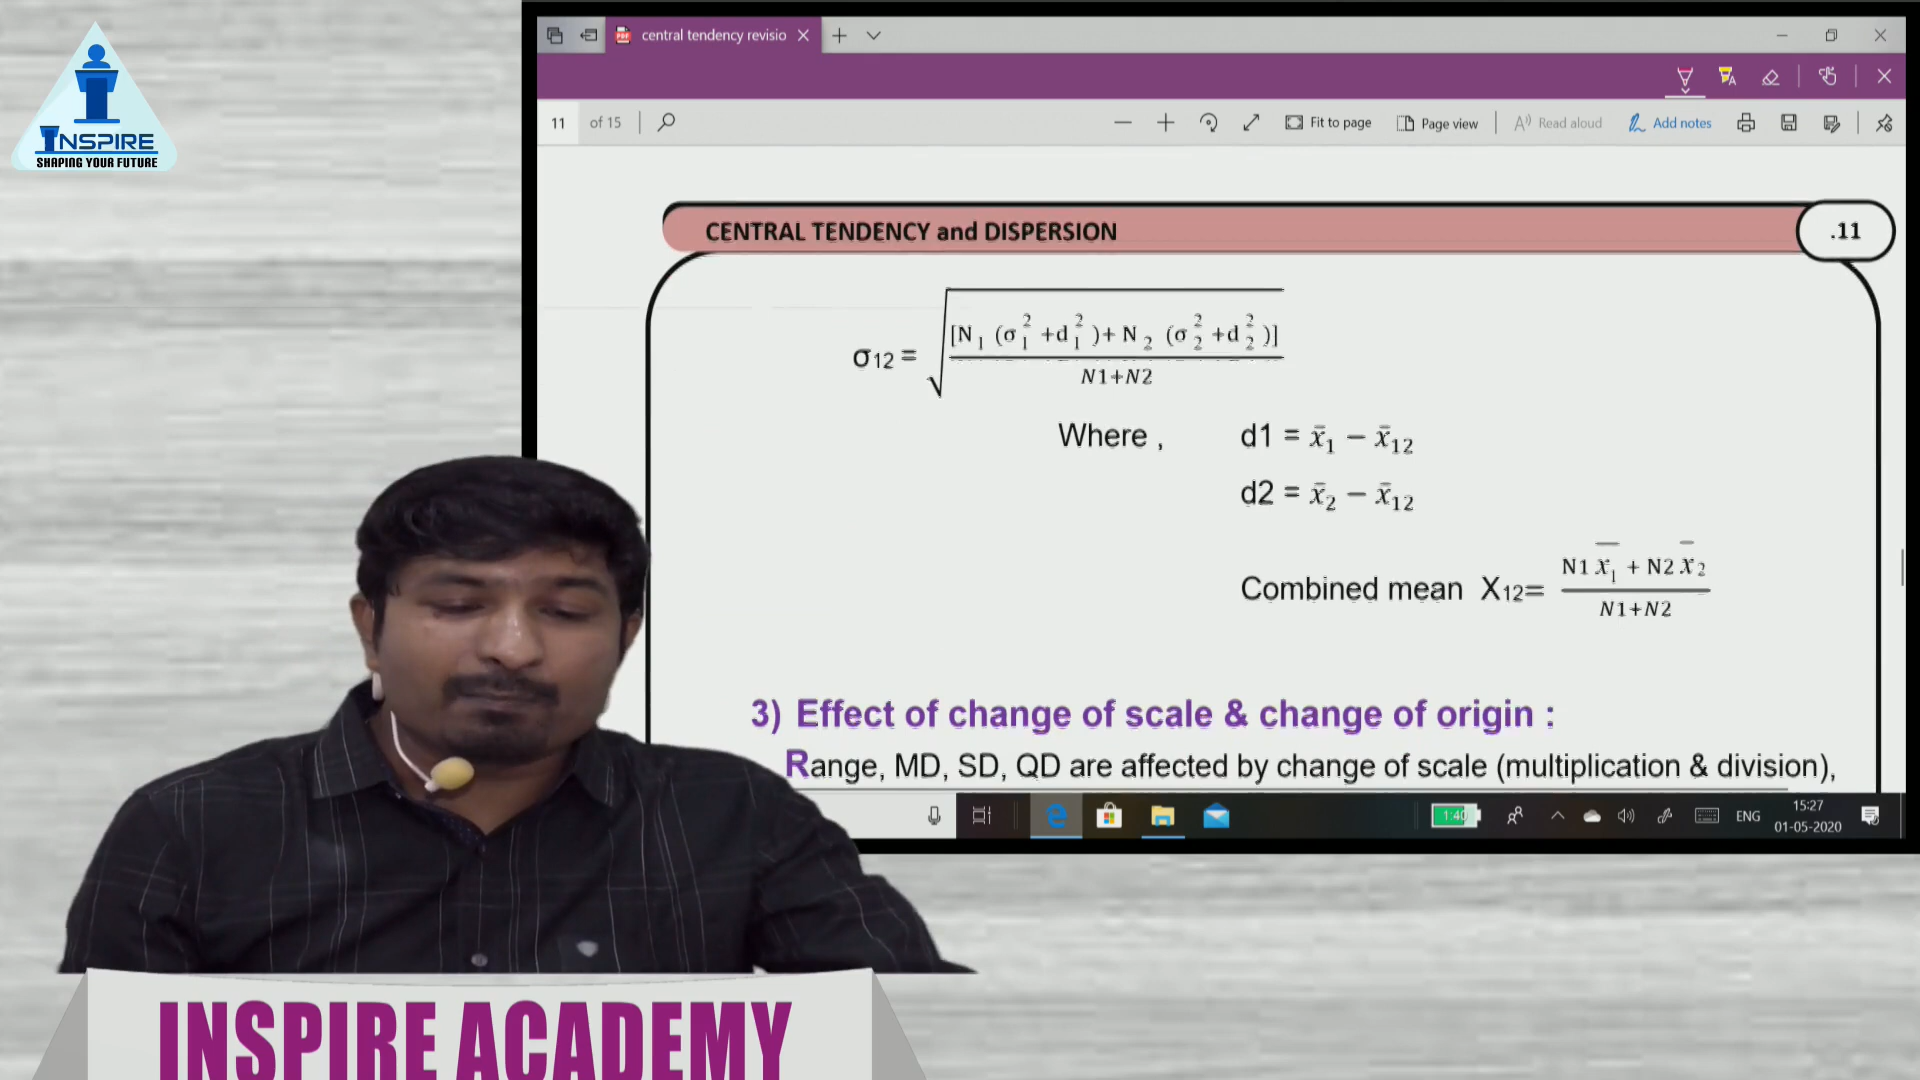 INSPIRE
SHAPING YOUR FUTURE
central tendency revisio
11 of 15
Fit to page
Page view
Read aloud
Add notes
CENTRAL TENDENCY and DISPERSION
.11
σ12 = √([N1 (σ1² +d1² )+ N2 (σ2² +d2² )] / N1+N2)
Where , d1 = x̄1 − x̄12
d2 = x̄2 − x̄12
Combined mean X12= (N1 x̄1 + N2 x̄2) / N1+N2
3) Effect of change of scale & change of origin :
Range, MD, SD, QD are affected by change of scale (multiplication & division),
1:40
ENG
15:27
01-05-2020
INSPIRE ACADEMY